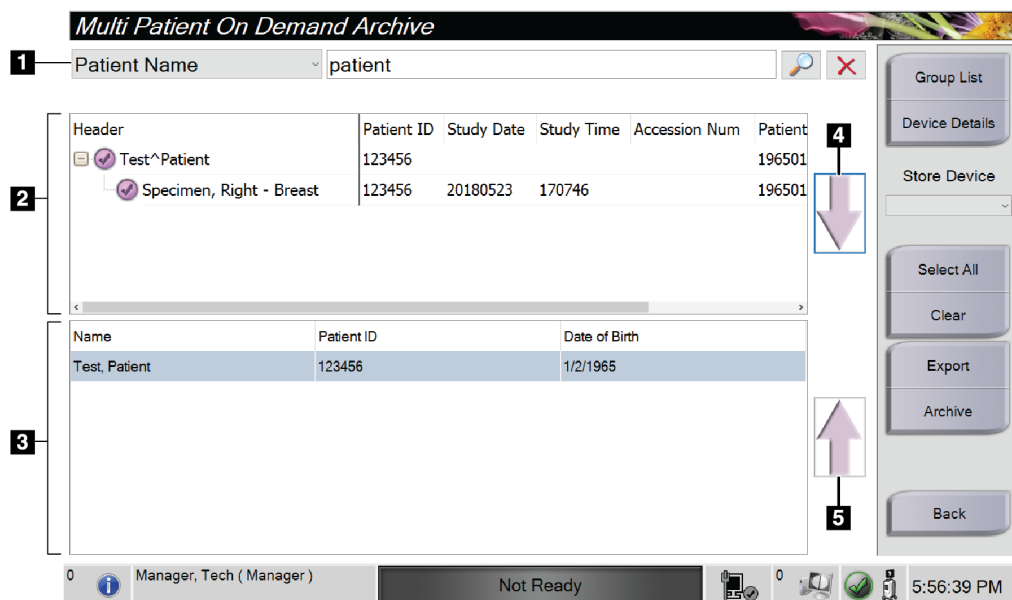 Multi Patient On Demand Archive
1
Patient Name
patient
Group List
Device Details
Store Device
Select All
Clear
Export
Archive
Back
2
Header Patient ID Study Date Study Time Accession Num Patient
Test^Patient 123456 196501
Specimen, Right - Breast 123456 20180523 170746 196501
4
3
Name Patient ID Date of Birth
Test, Patient 123456 1/2/1965
5
0 Manager, Tech ( Manager ) Not Ready 0 5:56:39 PM